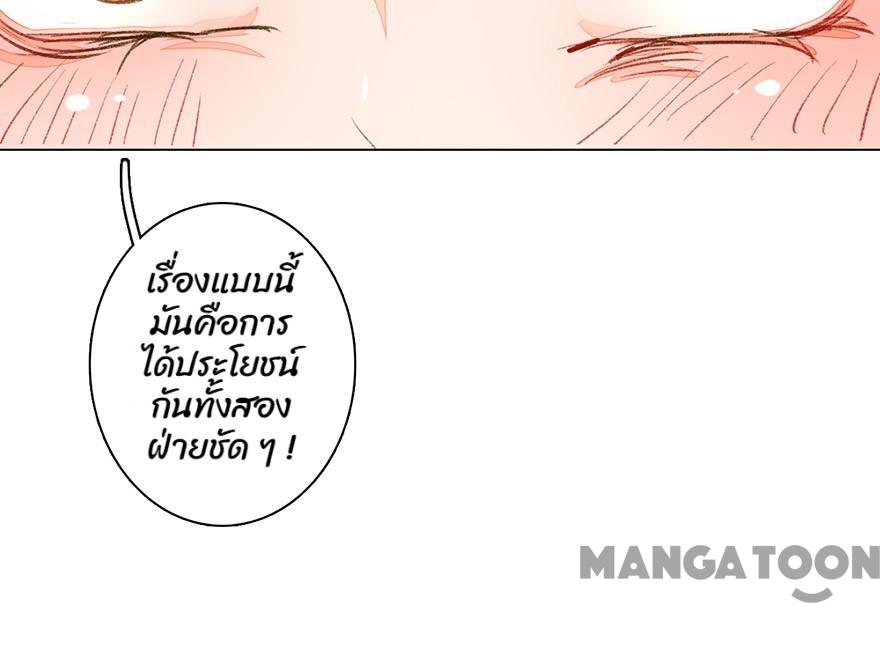 เรื่องแบบนี้
มันคือการ
ได้ประโยชน์
กันทั้งสอง
ฝ่ายชัด ๆ !
MANGATOON